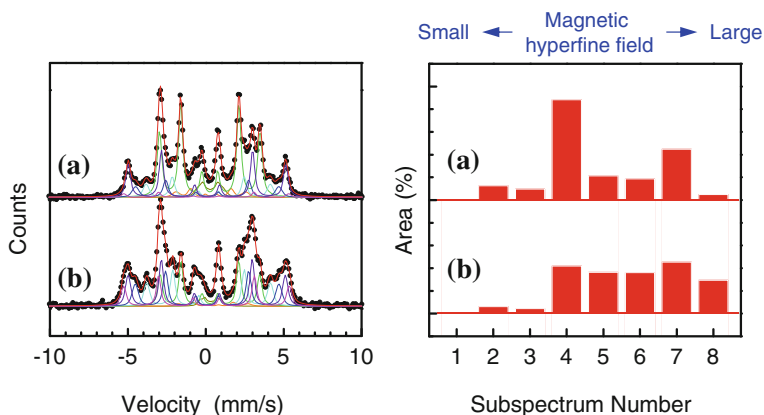 Magnetic
Small ← hyperfine field → Large
(a)
(b)
Counts
-10 -5 0 5 10
Velocity (mm/s)
(a)
(b)
Area (%)
1 2 3 4 5 6 7 8
Subspectrum Number